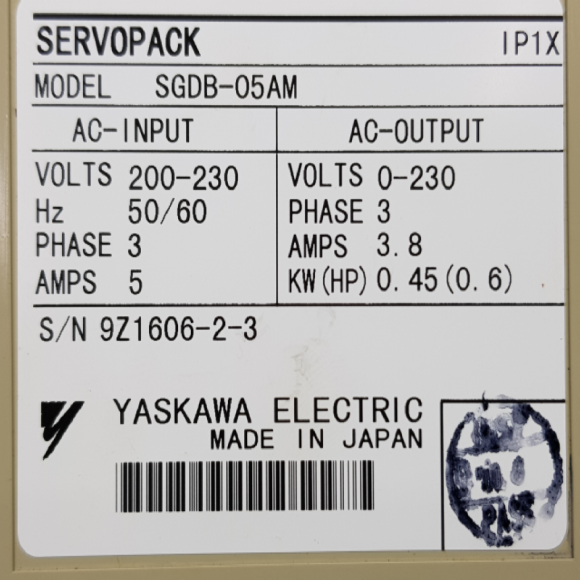 SERVOPACK IP1X
MODEL SGDB-05AM
AC-INPUT AC-OUTPUT
VOLTS 200-230 VOLTS 0-230
Hz 50/60 PHASE 3
PHASE 3 AMPS 3.8
AMPS 5 KW(HP) 0.45(0.6)
S/N 9Z1606-2-3
YASKAWA ELECTRIC
MADE IN JAPAN